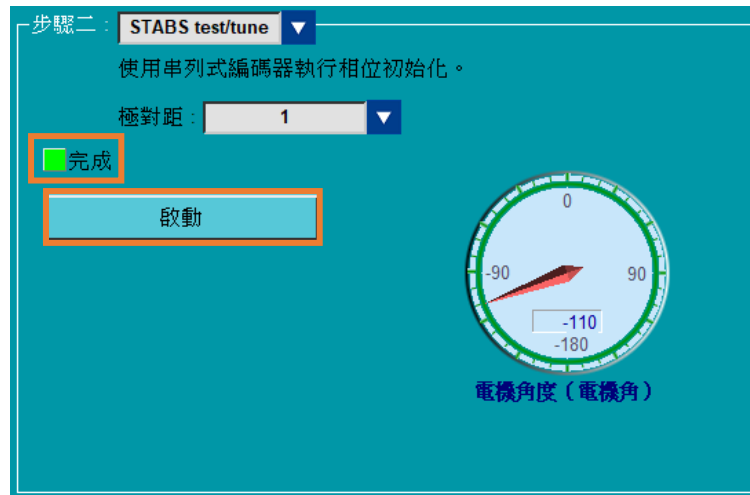 步驟二： STABS test/tune
使用串列式編碼器執行相位初始化。
極對距： 1
完成
啟動
0
-90 90
-110
-180
電機角度（電機角）